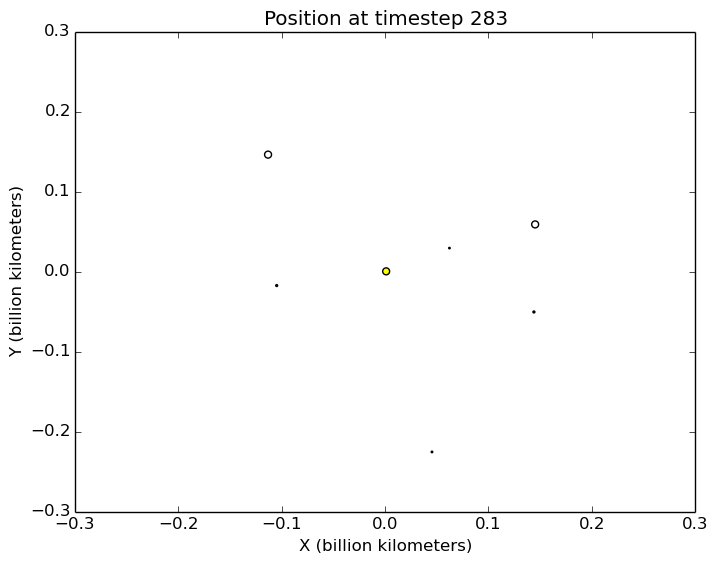 Position at timestep 283
0.3
0.2
0.1
0.0
−0.1
−0.2
−0.3
Y (billion kilometers)
−0.3 −0.2 −0.1 0.0 0.1 0.2 0.3
X (billion kilometers)